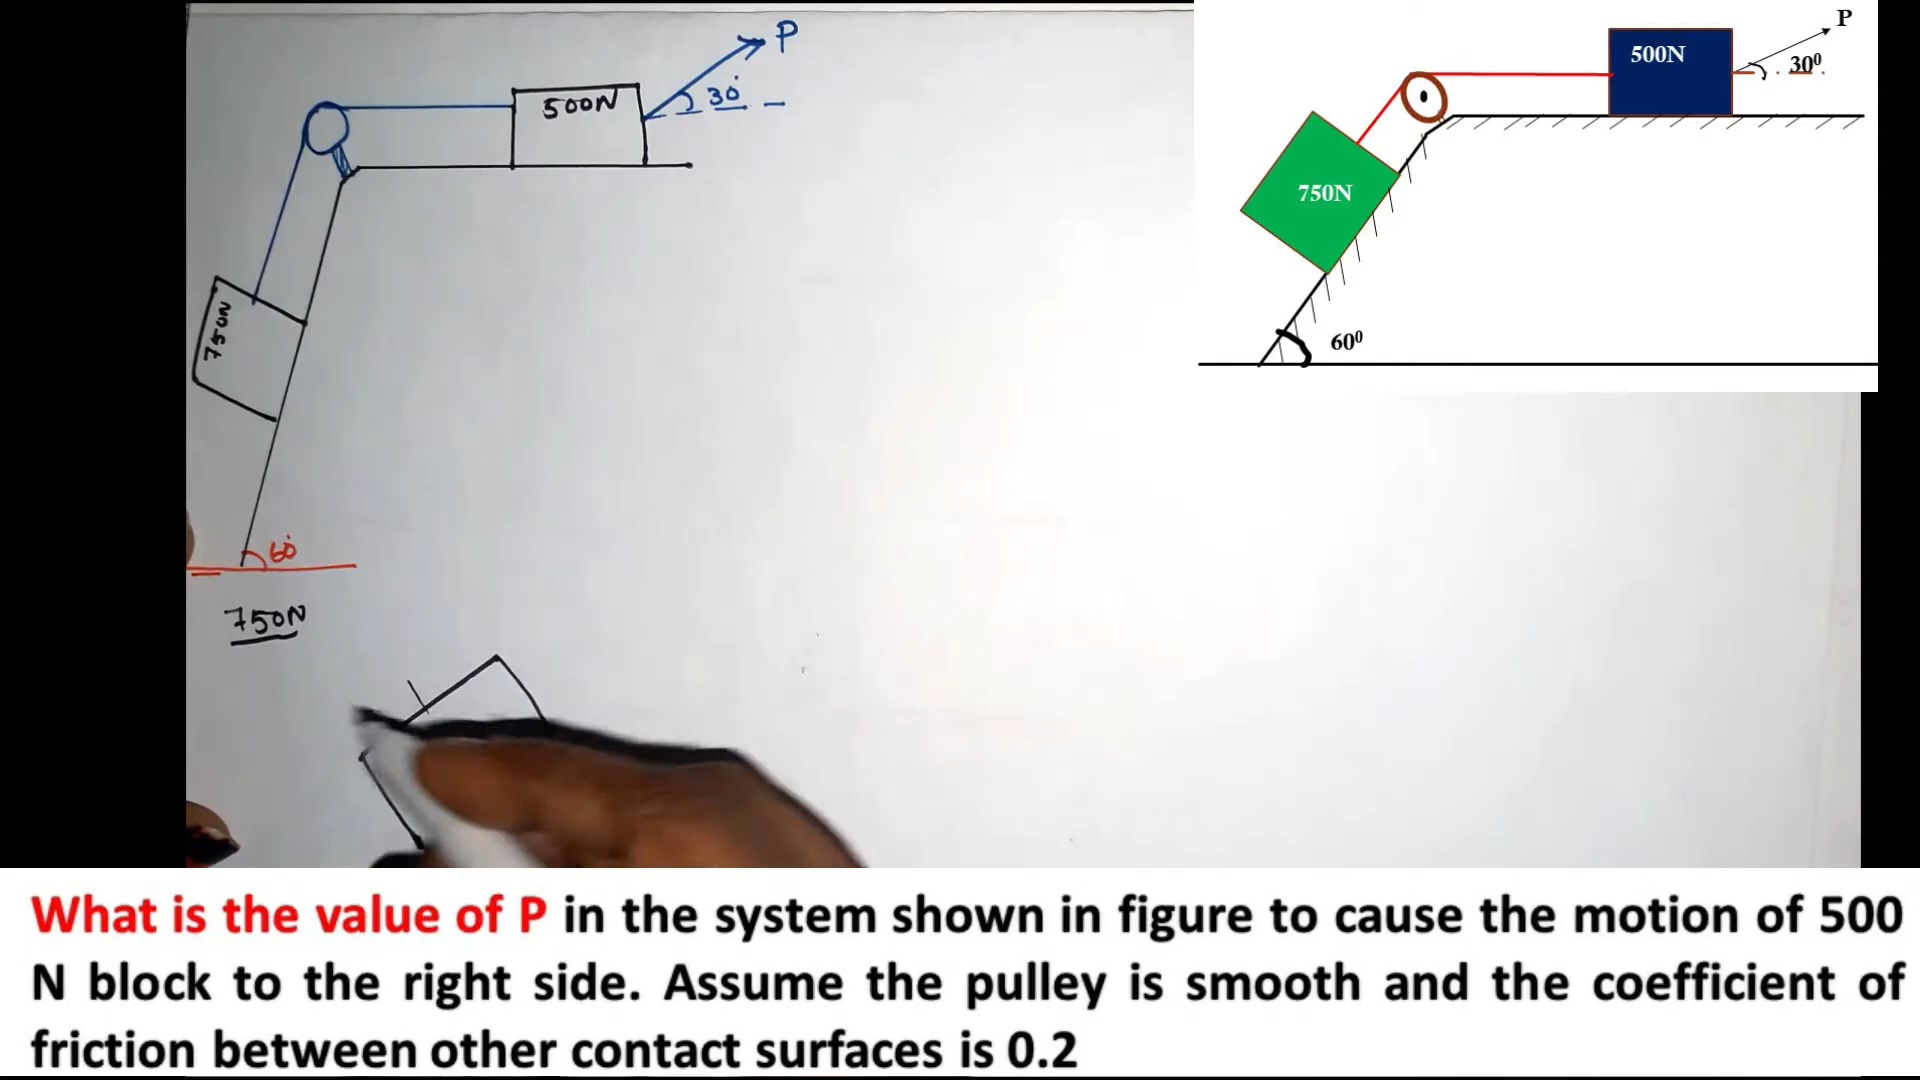 P
30°
500N
750N
60°
750N
P
500N
30⁰
750N
60⁰
What is the value of P in the system shown in figure to cause the motion of 500
N block to the right side. Assume the pulley is smooth and the coefficient of
friction between other contact surfaces is 0.2